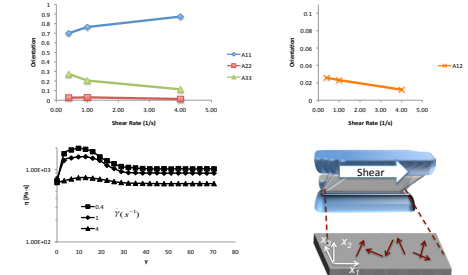 1
0.9
0.8
0.7
0.6
0.5
0.4
0.3
0.2
0.1
0
Orientation
0.00 1.00 2.00 3.00 4.00 5.00
Shear Rate (1/s)
A11
A22
A33
0.1
0.08
0.06
0.04
0.02
0
Orientation
0.00 1.00 2.00 3.00 4.00 5.00
Shear Rate (1/s)
A12
1.00E+03
1.00E+02
η [Pa·s]
0 10 20 30 40 50 60 70 80
γ
0.4
1
4
γ̇(s⁻¹)
Shear
x₃
x₂
x₁